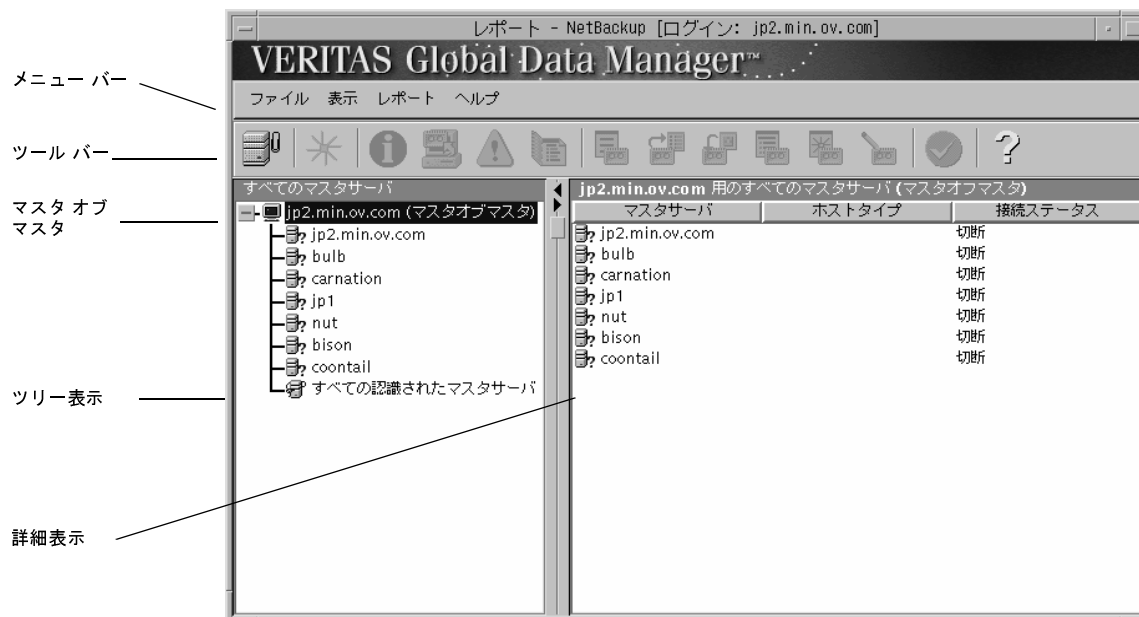 レポート - NetBackup [ログイン: jp2.min.ov.com]
VERITAS Global Data Manager™
メニュー バー
ファイル 表示 レポート ヘルプ
ツール バー
マスタ オブ
マスタ
ツリー表示
詳細表示
すべてのマスタサーバ
jp2.min.ov.com (マスタオブマスタ)
jp2.min.ov.com
bulb
carnation
jp1
nut
bison
coontail
すべての認識されたマスタサーバ
jp2.min.ov.com 用のすべてのマスタサーバ (マスタオブマスタ)
マスタサーバ ホストタイプ 接続ステータス
jp2.min.ov.com 切断
bulb 切断
carnation 切断
jp1 切断
nut 切断
bison 切断
coontail 切断